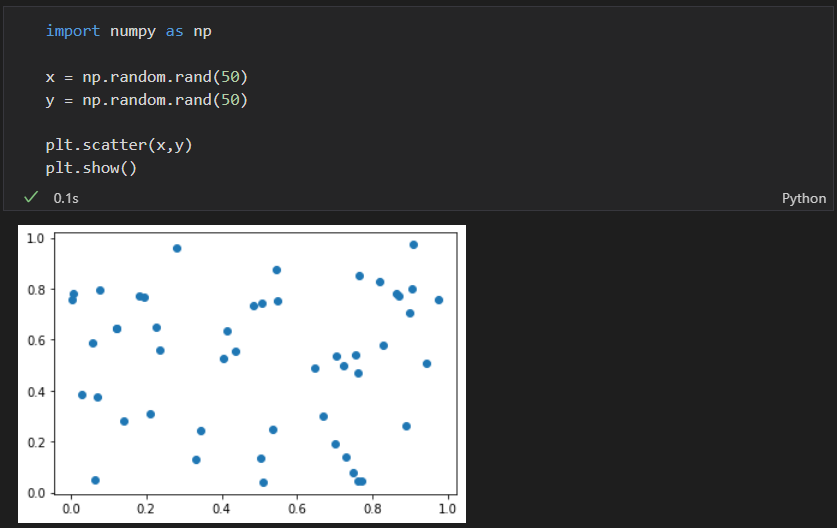 import numpy as np
x = np.random.rand(50)
y = np.random.rand(50)
plt.scatter(x,y)
plt.show()
0.1s
Python
1.0
0.8
0.6
0.4
0.2
0.0
0.0 0.2 0.4 0.6 0.8 1.0